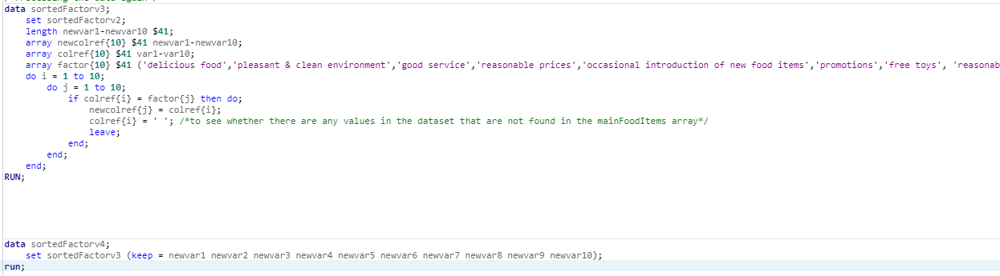 data sortedFactorv3;
set sortedFactorv2;
length newvar1-newvar10 $41;
array newcolref{10} $41 newvar1-newvar10;
array colref{10} $41 var1-var10;
array factor{10} $41 ('delicious food','pleasant & clean environment','good service','reasonable prices','occasional introduction of new food items','promotions','free toys', 'reasonab
do i = 1 to 10;
do j = 1 to 10;
if colref{i} = factor{j} then do;
newcolref{j} = colref{i};
colref{i} = ' '; /*to see whether there are any values in the dataset that are not found in the mainFoodItems array*/
leave;
end;
end;
end;
RUN;
data sortedFactorv4;
set sortedFactorv3 (keep = newvar1 newvar2 newvar3 newvar4 newvar5 newvar6 newvar7 newvar8 newvar9 newvar10);
run;